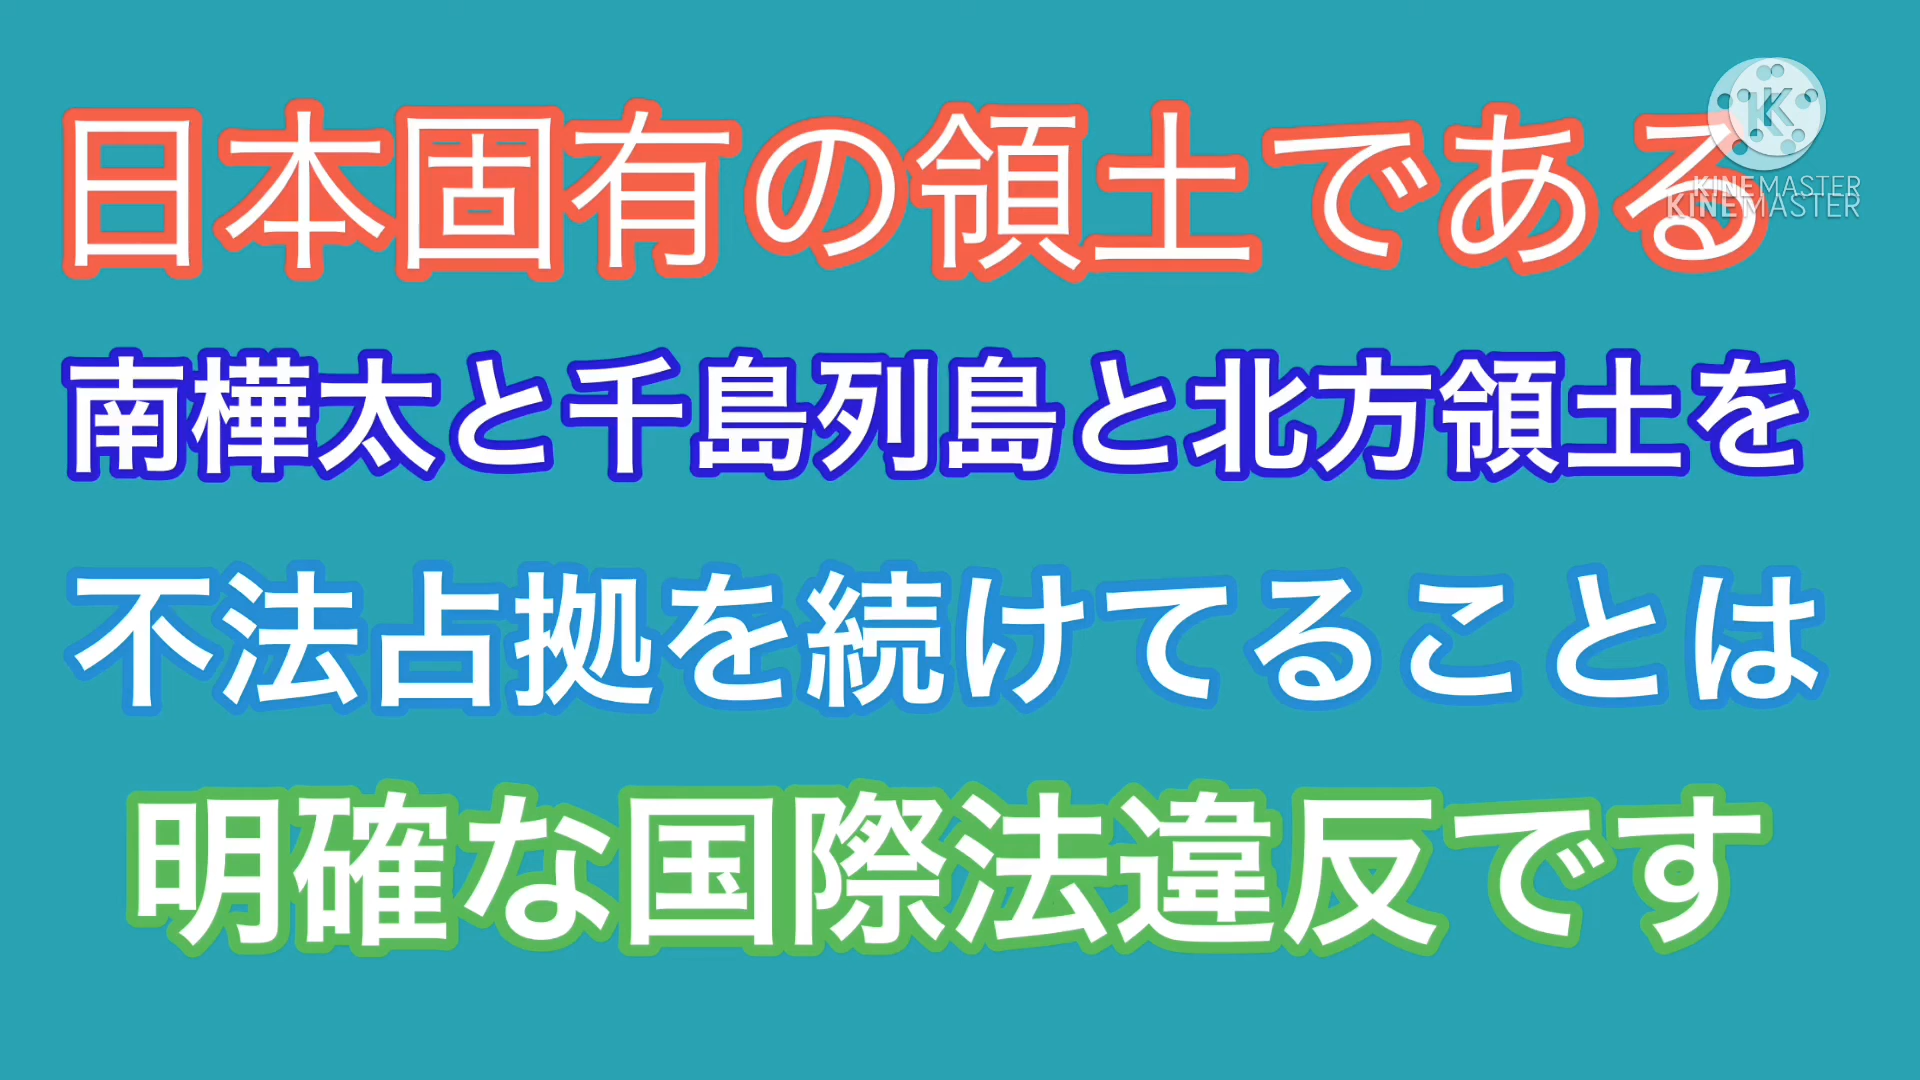 日本固有の領土である
KINEMASTER
KINEMASTER
南樺太と千島列島と北方領土を
不法占拠を続けてることは
明確な国際法違反です